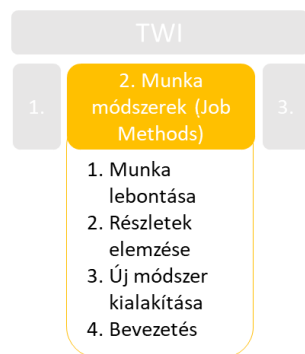 TWI
1.
2. Munka
módszerek (Job
Methods)
3.
1. Munka
lebontása
2. Részletek
elemzése
3. Új módszer
kialakítása
4. Bevezetés